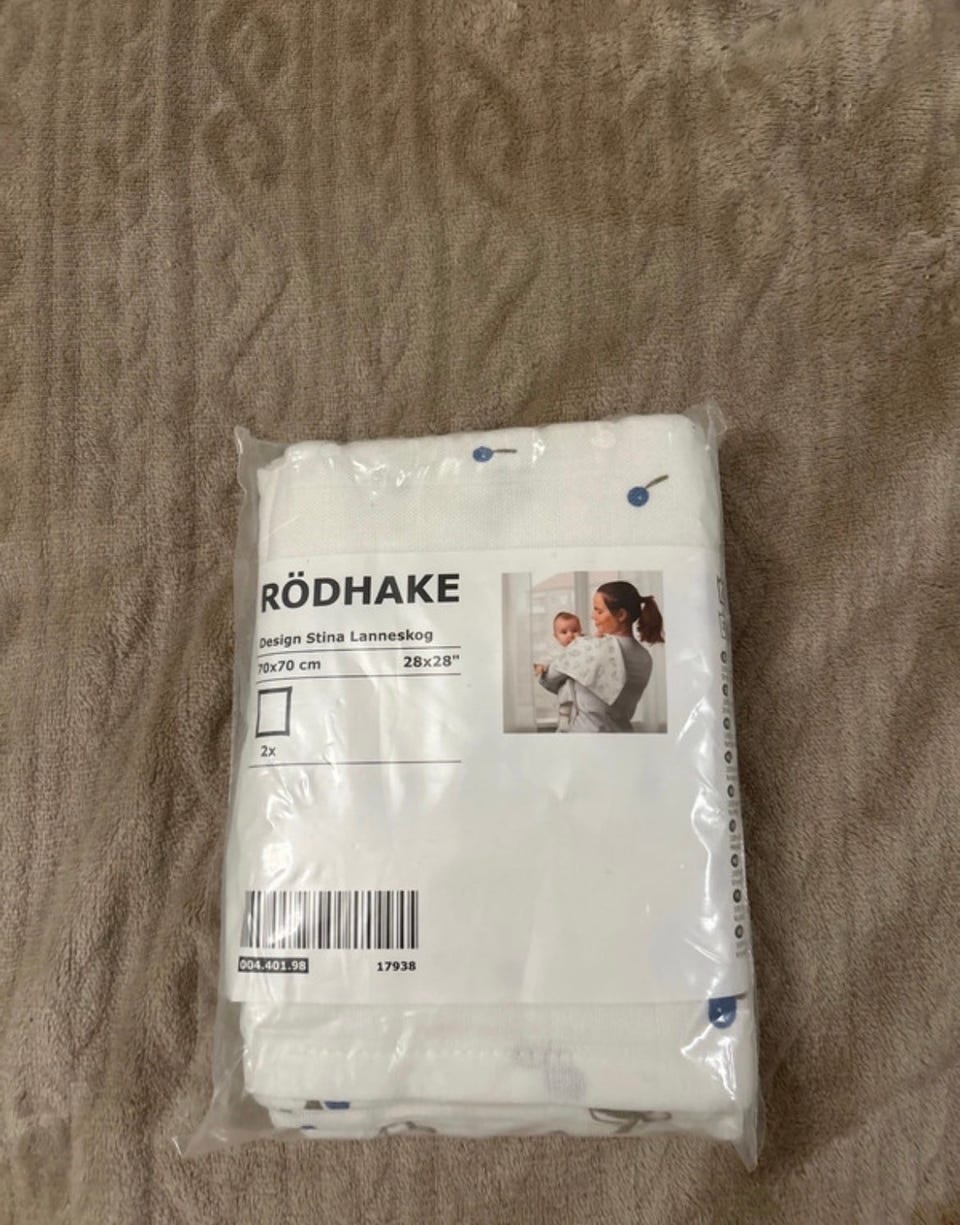 RÖDHAKE
Design Stina Lanneskog
70x70 cm 28x28"
2x
004.401.98 17938